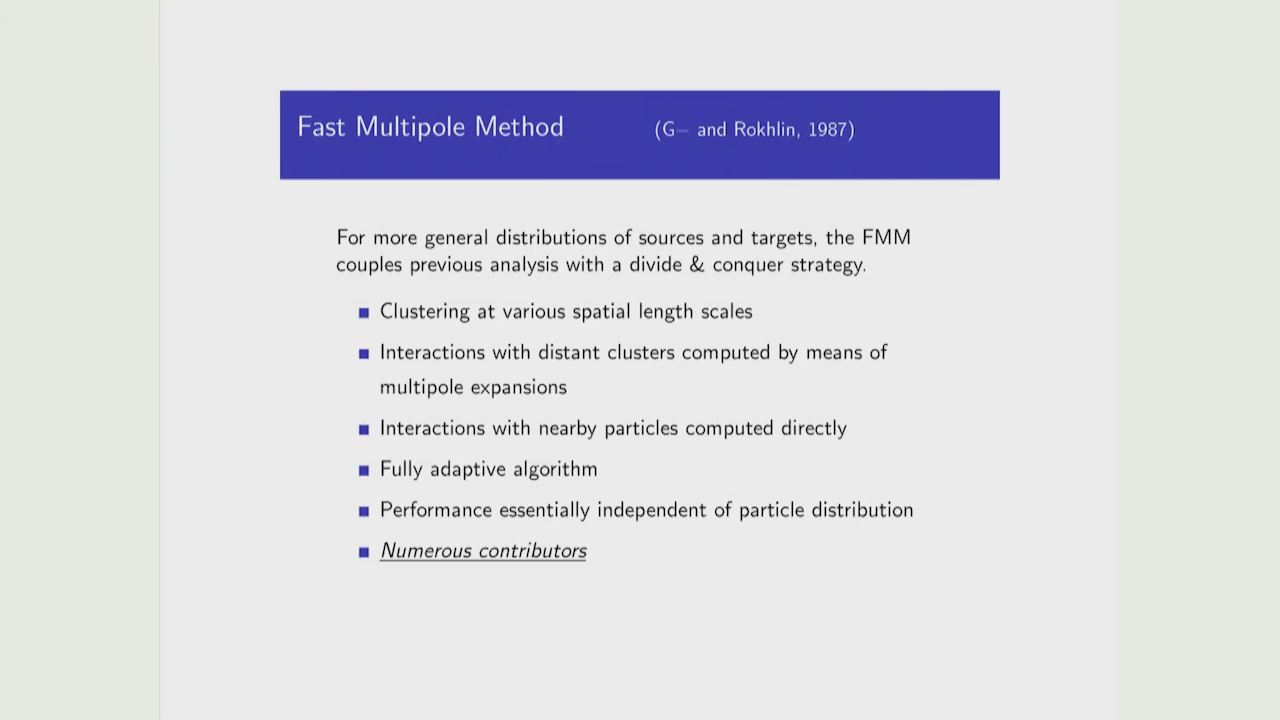 Fast Multipole Method (G– and Rokhlin, 1987)
For more general distributions of sources and targets, the FMM
couples previous analysis with a divide & conquer strategy.
Clustering at various spatial length scales
Interactions with distant clusters computed by means of
multipole expansions
Interactions with nearby particles computed directly
Fully adaptive algorithm
Performance essentially independent of particle distribution
Numerous contributors